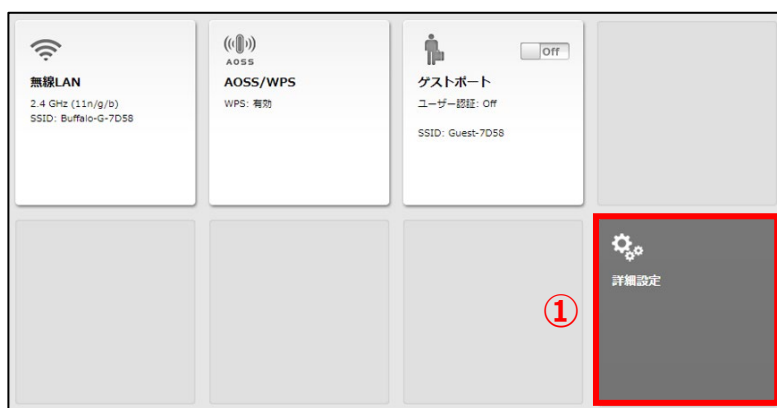 無線LAN
2.4 GHz (11n/g/b)
SSID: Buffalo-G-7D58
AOSS
AOSS/WPS
WPS: 有効
Off
ゲストポート
ユーザー認証: Off
SSID: Guest-7D58
詳細設定
①